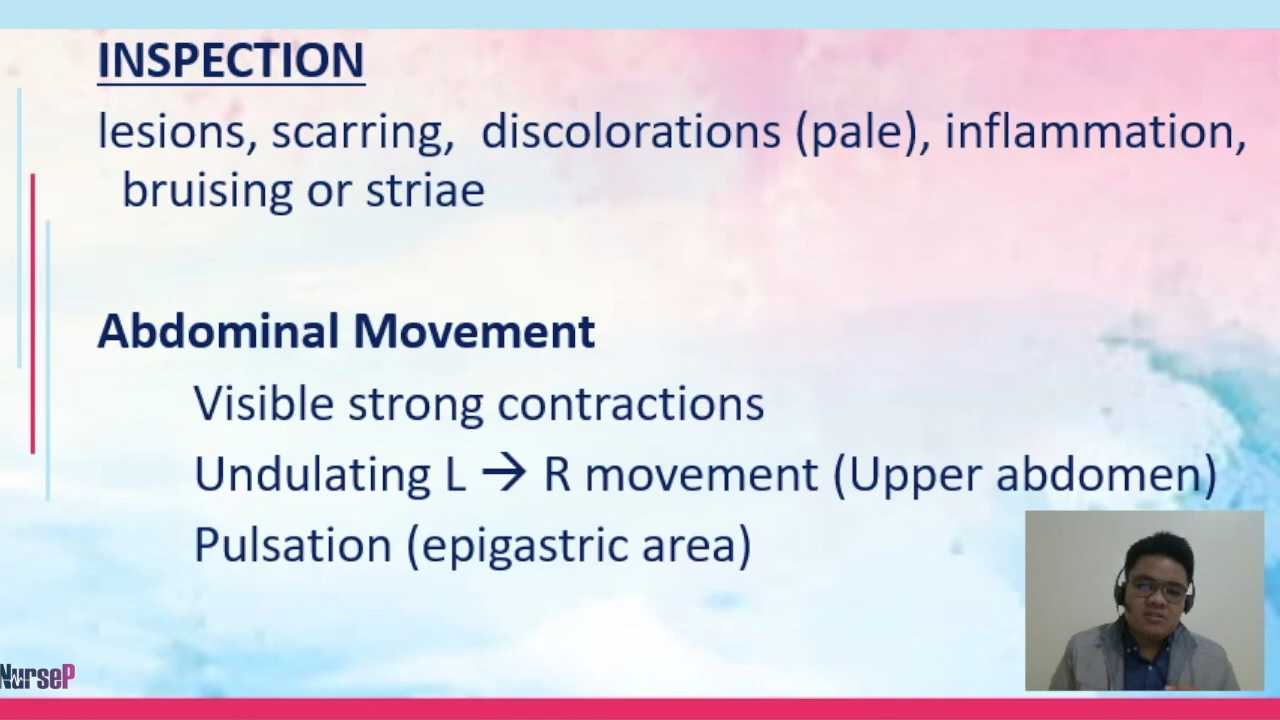 INSPECTION
lesions, scarring, discolorations (pale), inflammation,
bruising or striae
Abdominal Movement
Visible strong contractions
Undulating L → R movement (Upper abdomen)
Pulsation (epigastric area)
NurseP